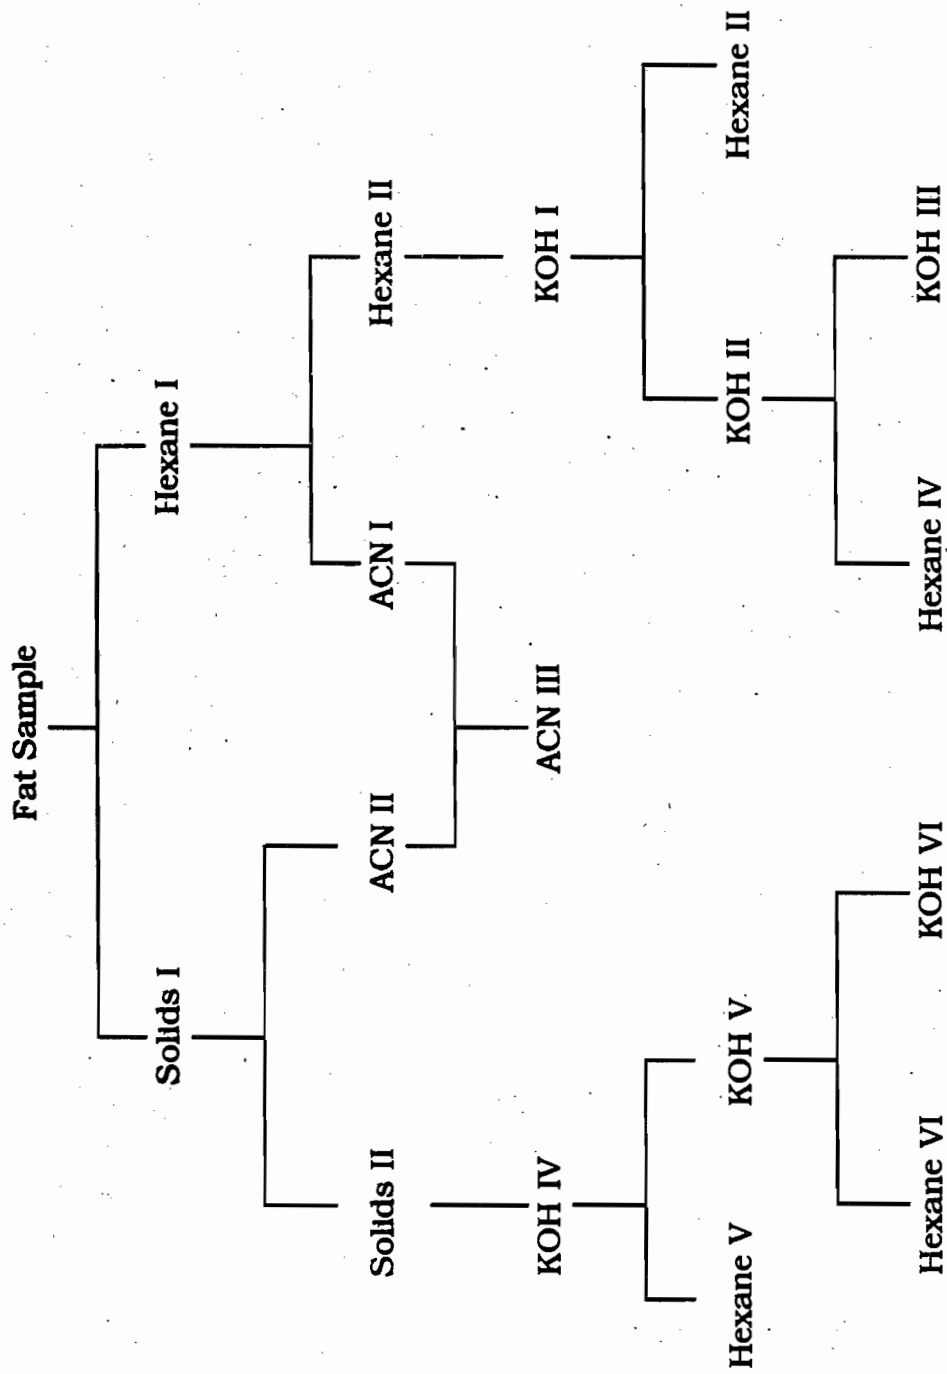 Fat Sample
Solids I
Hexane I
Solids II
ACN II
ACN I
Hexane II
KOH IV
ACN III
KOH I
Hexane V
KOH V
KOH II
Hexane II
Hexane VI
KOH VI
Hexane IV
KOH III